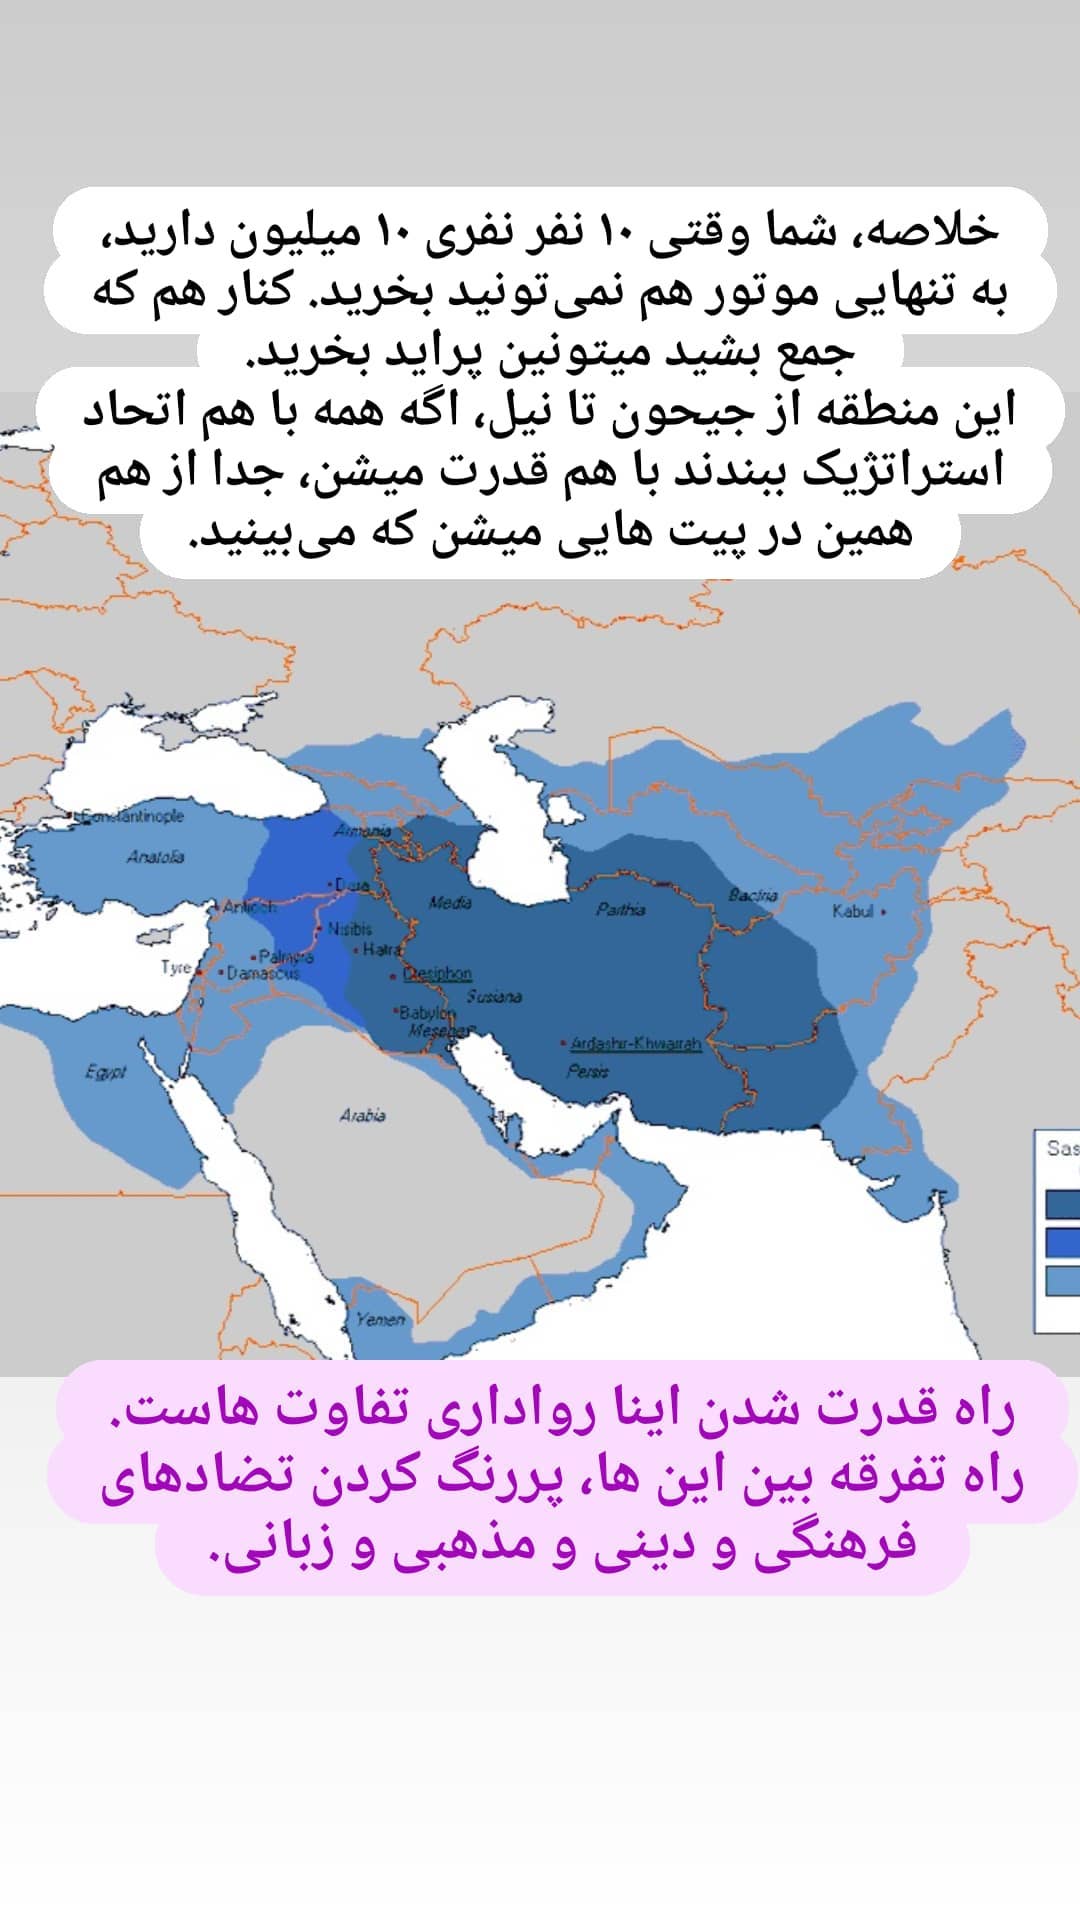 خلاصه، شما وقتی ۱۰ نفر نفری ۱۰ میلیون دارید،
به تنهایی موتور هم نمی‌تونید بخرید. کنار هم که
جمع بشید میتونین پراید بخرید.
این منطقه از جیحون تا نیل، اگه همه با هم اتحاد
استراتژیک ببندند با هم قدرت میشن، جدا از هم
همین در پیت هایی میشن که می‌بینید.
Constantinople
Anatolia
Armenia
Dara
Antioch
Media
Parthia
Bactria
Kabul
Nisibis
Hatra
Palmyra
Tyre
Damascus
Ctesiphon
Susiana
Babylon
Ardashir-Khwarrah
Persis
Egypt
Arabia
Sas
Yemen
راه قدرت شدن اینا رواداری تفاوت هاست.
راه تفرقه بین این ها، پررنگ کردن تضادهای
فرهنگی و دینی و مذهبی و زبانی.